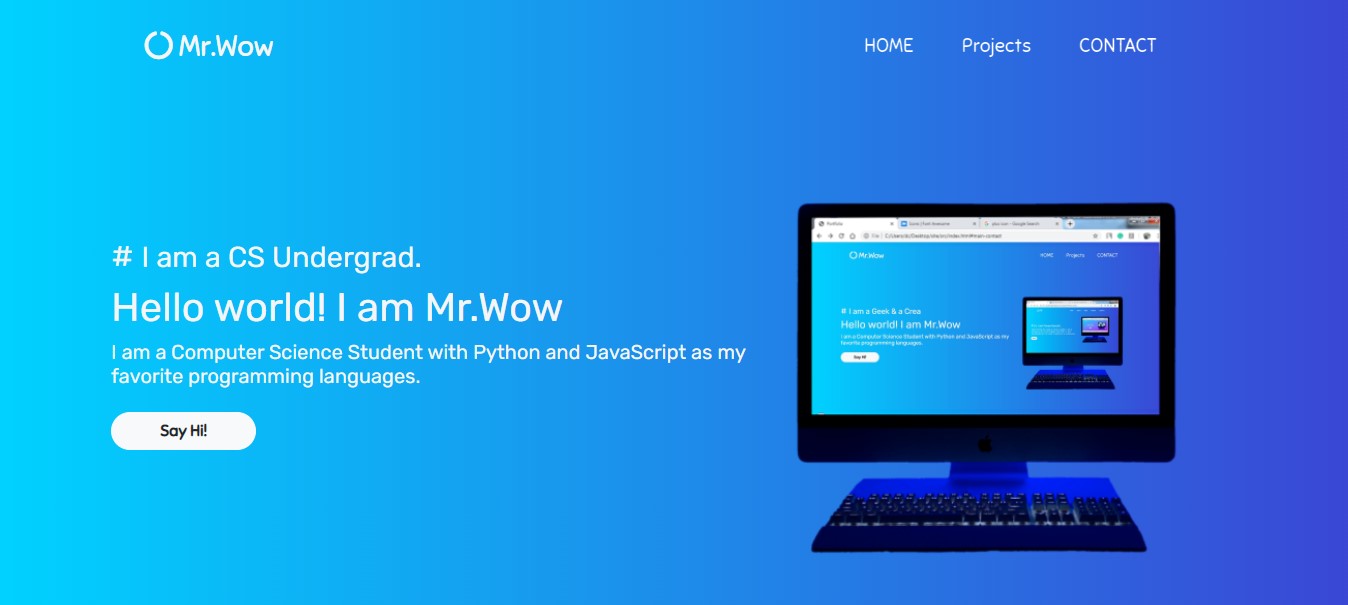 Mr.Wow
HOME Projects CONTACT
# I am a CS Undergrad.
Hello world! I am Mr.Wow
I am a Computer Science Student with Python and JavaScript as my
favorite programming languages.
Say Hi!
Mr.Wow
HOME Projects CONTACT
# I am a Geek & a Crea
Hello world! I am Mr.Wow
I am a Computer Science Student with Python and JavaScript as my
favorite programming languages.
Say Hi!